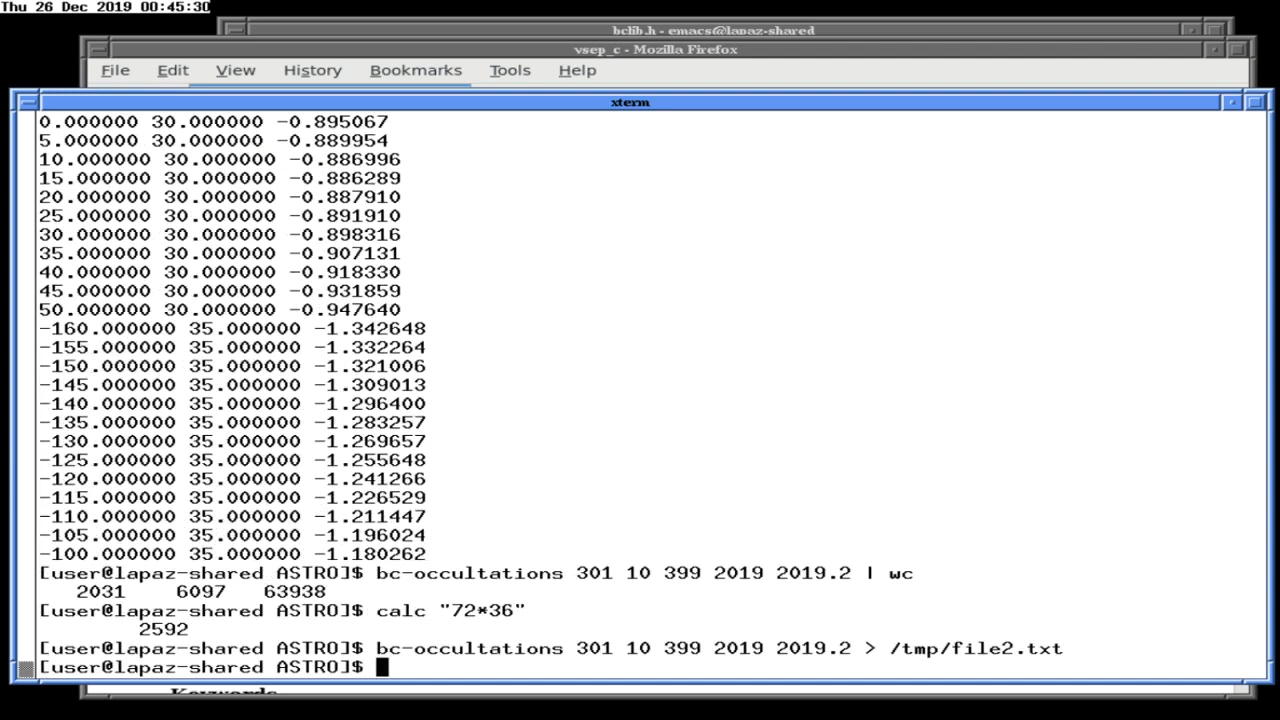 Thu 26 Dec 2019 00:45:30
bclib.h - emacs@lapaz-shared
vsep_c - Mozilla Firefox
File Edit View History Bookmarks Tools Help
xterm
0.000000 30.000000 -0.895067
5.000000 30.000000 -0.889954
10.000000 30.000000 -0.886996
15.000000 30.000000 -0.886289
20.000000 30.000000 -0.887910
25.000000 30.000000 -0.891910
30.000000 30.000000 -0.898316
35.000000 30.000000 -0.907131
40.000000 30.000000 -0.918330
45.000000 30.000000 -0.931859
50.000000 30.000000 -0.947640
-160.000000 35.000000 -1.342648
-155.000000 35.000000 -1.332264
-150.000000 35.000000 -1.321006
-145.000000 35.000000 -1.309013
-140.000000 35.000000 -1.296400
-135.000000 35.000000 -1.283257
-130.000000 35.000000 -1.269657
-125.000000 35.000000 -1.255648
-120.000000 35.000000 -1.241266
-115.000000 35.000000 -1.226529
-110.000000 35.000000 -1.211447
-105.000000 35.000000 -1.196024
-100.000000 35.000000 -1.180262
[user@lapaz-shared ASTRO]$ bc-occultations 301 10 399 2019 2019.2 | wc
2031 6097 63938
[user@lapaz-shared ASTRO]$ calc "72*36"
2592
[user@lapaz-shared ASTRO]$ bc-occultations 301 10 399 2019 2019.2 > /tmp/file2.txt
[user@lapaz-shared ASTRO]$
Keywords